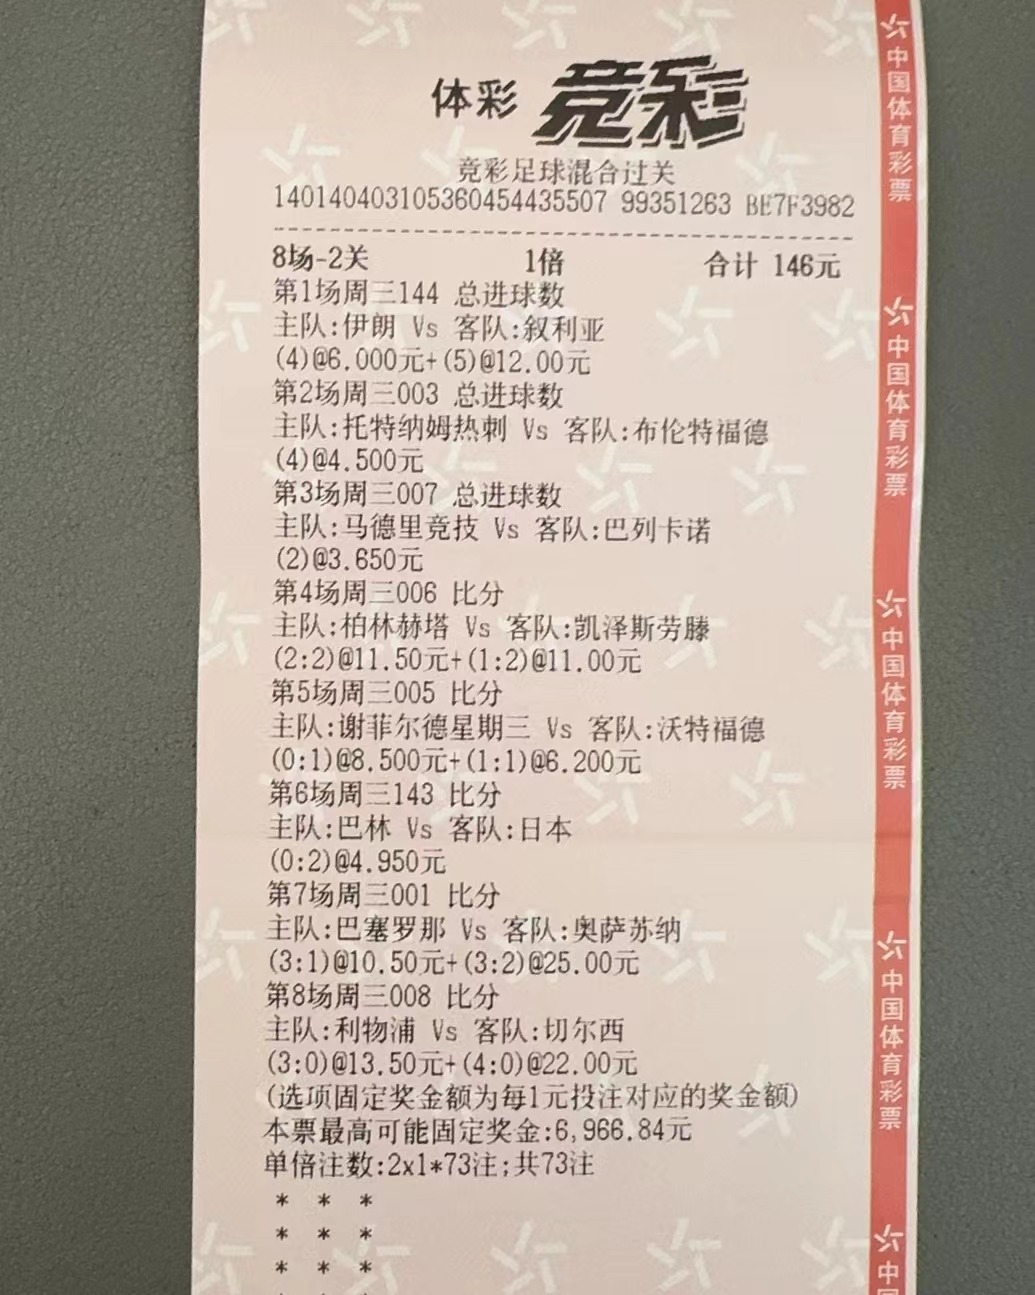 体彩 竞彩
竞彩足球混合过关
140140403105360454435507 99351263 BE7F3982
8场-2关 1倍 合计 146元
第1场周三144 总进球数
主队:伊朗 Vs 客队:叙利亚
(4)@6.000元+(5)@12.00元
第2场周三003 总进球数
主队:托特纳姆热刺 Vs 客队:布伦特福德
(4)@4.500元
第3场周三007 总进球数
主队:马德里竞技 Vs 客队:巴列卡诺
(2)@3.650元
第4场周三006 比分
主队:柏林赫塔 Vs 客队:凯泽斯劳滕
(2:2)@11.50元+(1:2)@11.00元
第5场周三005 比分
主队:谢菲尔德星期三 Vs 客队:沃特福德
(0:1)@8.500元+(1:1)@6.200元
第6场周三143 比分
主队:巴林 Vs 客队:日本
(0:2)@4.950元
第7场周三001 比分
主队:巴塞罗那 Vs 客队:奥萨苏纳
(3:1)@10.50元+(3:2)@25.00元
第8场周三008 比分
主队:利物浦 Vs 客队:切尔西
(3:0)@13.50元+(4:0)@22.00元
(选项固定奖金额为每1元投注对应的奖金额)
本票最高可能固定奖金:6,966.84元
单倍注数:2x1*73注;共73注
* * *
* * *
* * *
中国体育彩票
中国体育彩票
中国体育彩票
中国体育彩票
中国